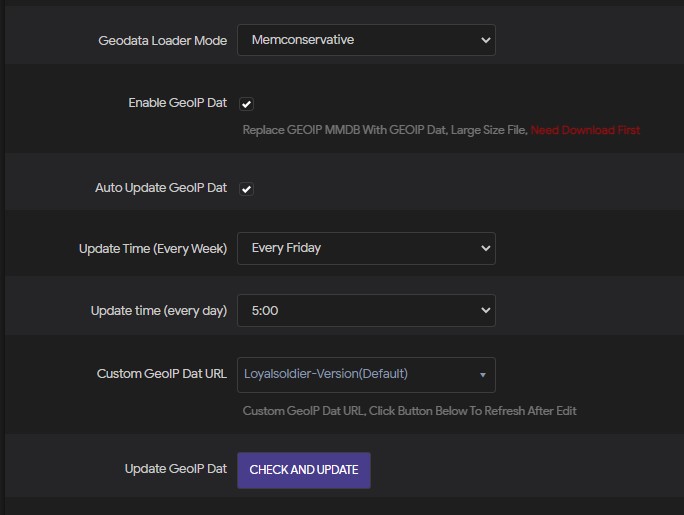 Geodata Loader Mode Memconservative
Enable GeoIP Dat
Replace GEOIP MMDB With GEOIP Dat, Large Size File, Need Download First
Auto Update GeoIP Dat
Update Time (Every Week) Every Friday
Update time (every day) 5:00
Custom GeoIP Dat URL Loyalsoldier-Version(Default)
Custom GeoIP Dat URL, Click Button Below To Refresh After Edit
Update GeoIP Dat CHECK AND UPDATE